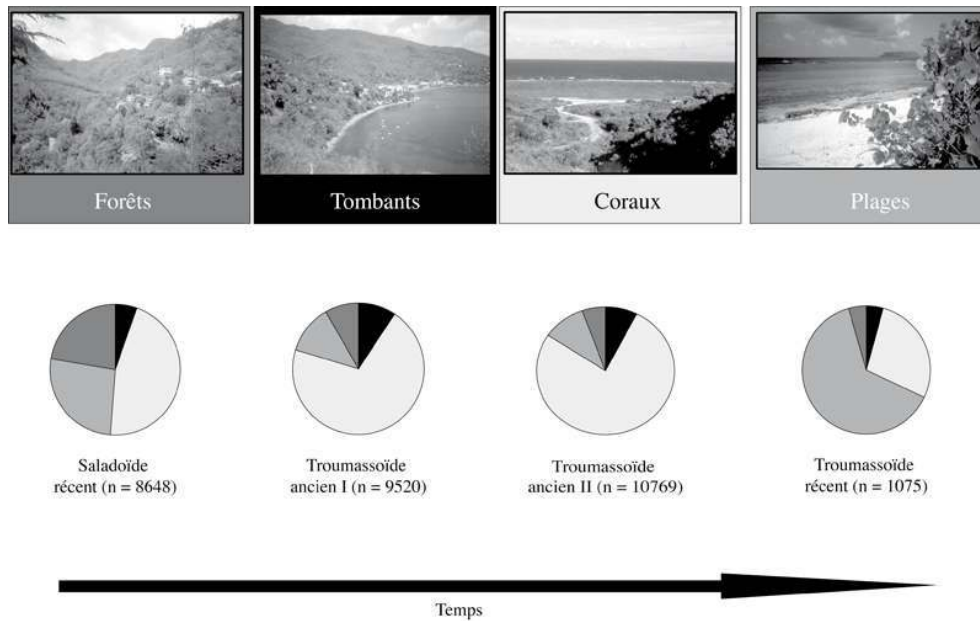 Forêts
Tombants
Coraux
Plages
Saladoïde
récent (n = 8648)
Troumassoïde
ancien I (n = 9520)
Troumassoïde
ancien II (n = 10769)
Troumassoïde
récent (n = 1075)
Temps